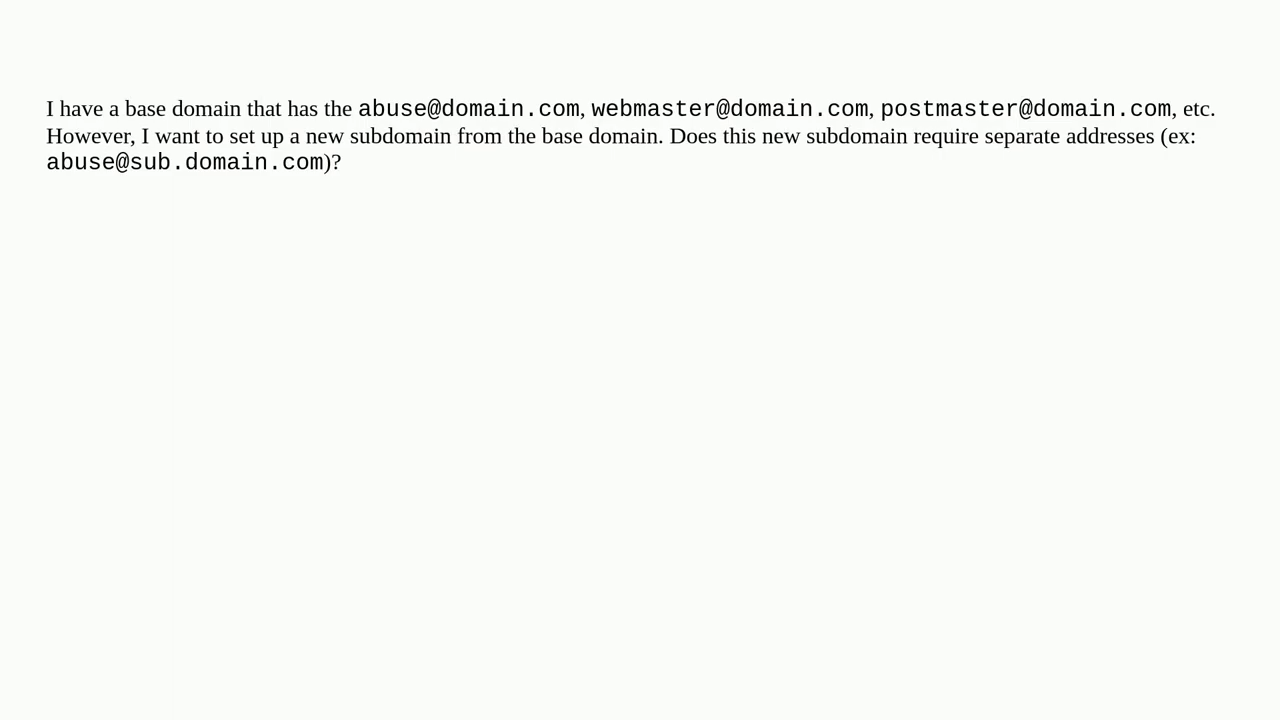 I have a base domain that has the abuse@domain.com, webmaster@domain.com, postmaster@domain.com, etc.
However, I want to set up a new subdomain from the base domain. Does this new subdomain require separate addresses (ex:
abuse@sub.domain.com)?